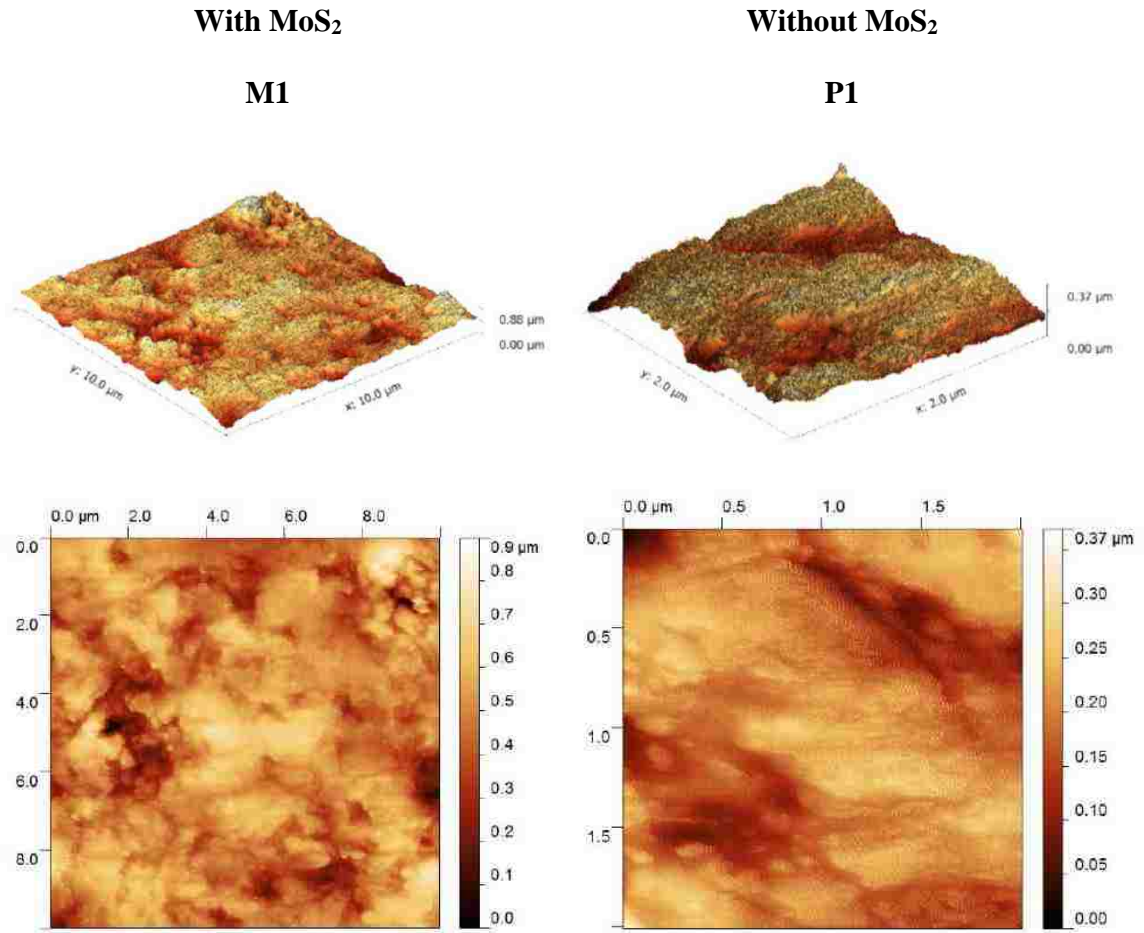 With MoS₂ Without MoS₂
M1 P1
0.88 µm
0.00 µm
y: 10.0 µm
x: 10.0 µm
0.37 µm
0.00 µm
y: 2.0 µm
x: 2.0 µm
0.0 µm 2.0 4.0 6.0 8.0
0.0
2.0
4.0
6.0
8.0
0.9 µm
0.8
0.7
0.6
0.5
0.4
0.3
0.2
0.1
0.0
0.0 µm 0.5 1.0 1.5
0.0
0.5
1.0
1.5
0.37 µm
0.30
0.25
0.20
0.15
0.10
0.05
0.00